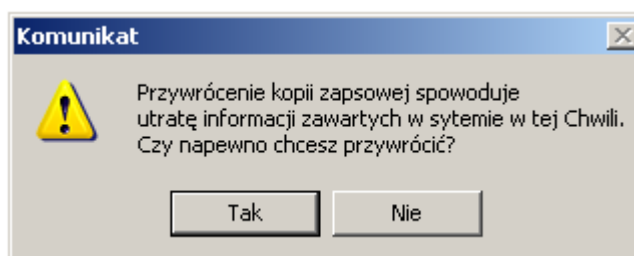 Komunikat
Przywrócenie kopii zapsowej spowoduje
utratę informacji zawartych w sytemie w tej Chwili.
Czy napewno chcesz przywrócić?
Tak Nie